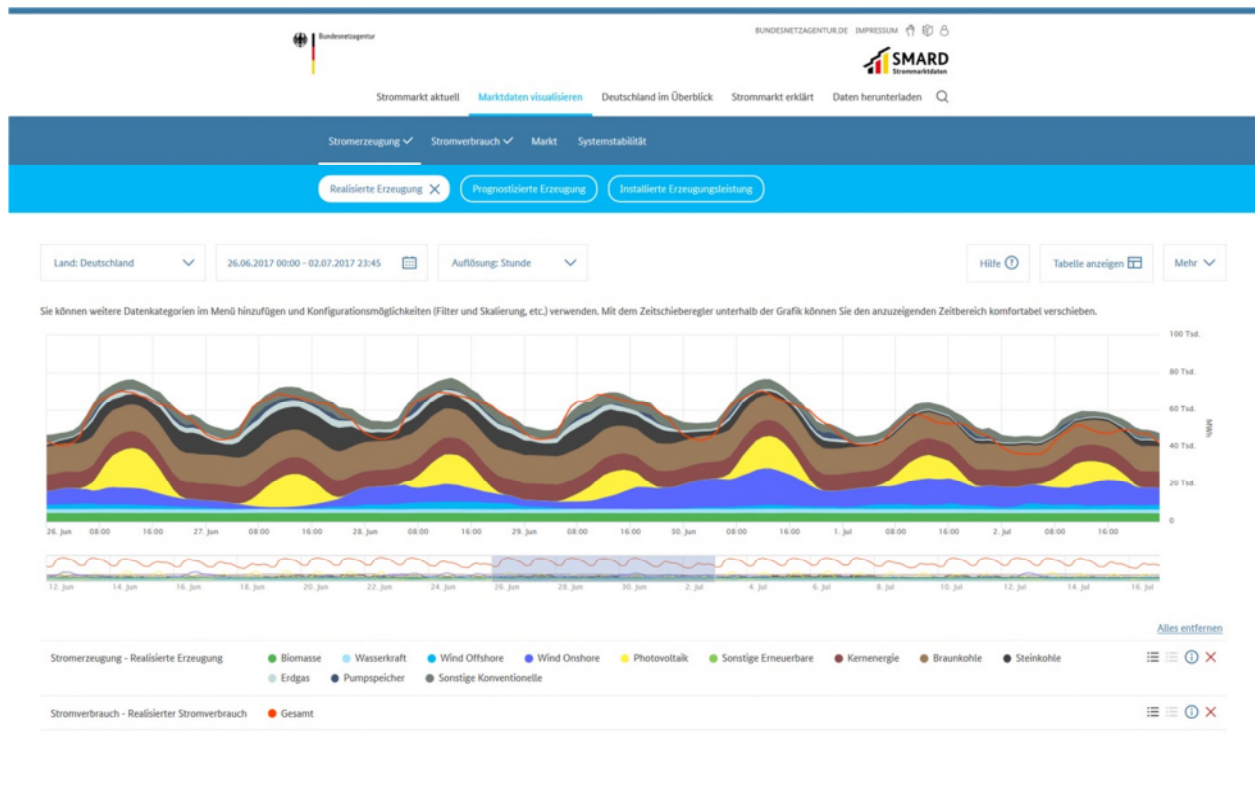 Bundesnetzagentur
BUNDESNETZAGENTUR.DE IMPRESSUM
SMARD
Strommarktdaten
Strommarkt aktuell Marktdaten visualisieren Deutschland im Überblick Strommarkt erklärt Daten herunterladen
Stromerzeugung Stromverbrauch Markt Systemstabilität
Realisierte Erzeugung Prognostizierte Erzeugung Installierte Erzeugungsleistung
Land: Deutschland 26.06.2017 00:00 - 02.07.2017 23:45 Auflösung: Stunde Hilfe Tabelle anzeigen Mehr
Sie können weitere Datenkategorien im Menü hinzufügen und Konfigurationsmöglichkeiten (Filter und Skalierung, etc.) verwenden. Mit dem Zeitschieberegler unterhalb der Grafik können Sie den anzuzeigenden Zeitbereich komfortabel verschieben.
100 Tsd.
80 Tsd.
60 Tsd.
MWh
40 Tsd.
20 Tsd.
0
26. Jun 08:00 16:00 27. Jun 08:00 16:00 28. Jun 08:00 16:00 29. Jun 08:00 16:00 30. Jun 08:00 16:00 1. Jul 08:00 16:00 2. Jul 08:00 16:00
12. Jun 14. Jun 16. Jun 18. Jun 20. Jun 22. Jun 24. Jun 26. Jun 28. Jun 30. Jun 2. Jul 4. Jul 6. Jul 8. Jul 10. Jul 12. Jul 14. Jul 16. Jul
Alles entfernen
Stromerzeugung - Realisierte Erzeugung Biomasse Wasserkraft Wind Offshore Wind Onshore Photovoltaik Sonstige Erneuerbare Kernenergie Braunkohle Steinkohle
Erdgas Pumpspeicher Sonstige Konventionelle
Stromverbrauch - Realisierter Stromverbrauch Gesamt